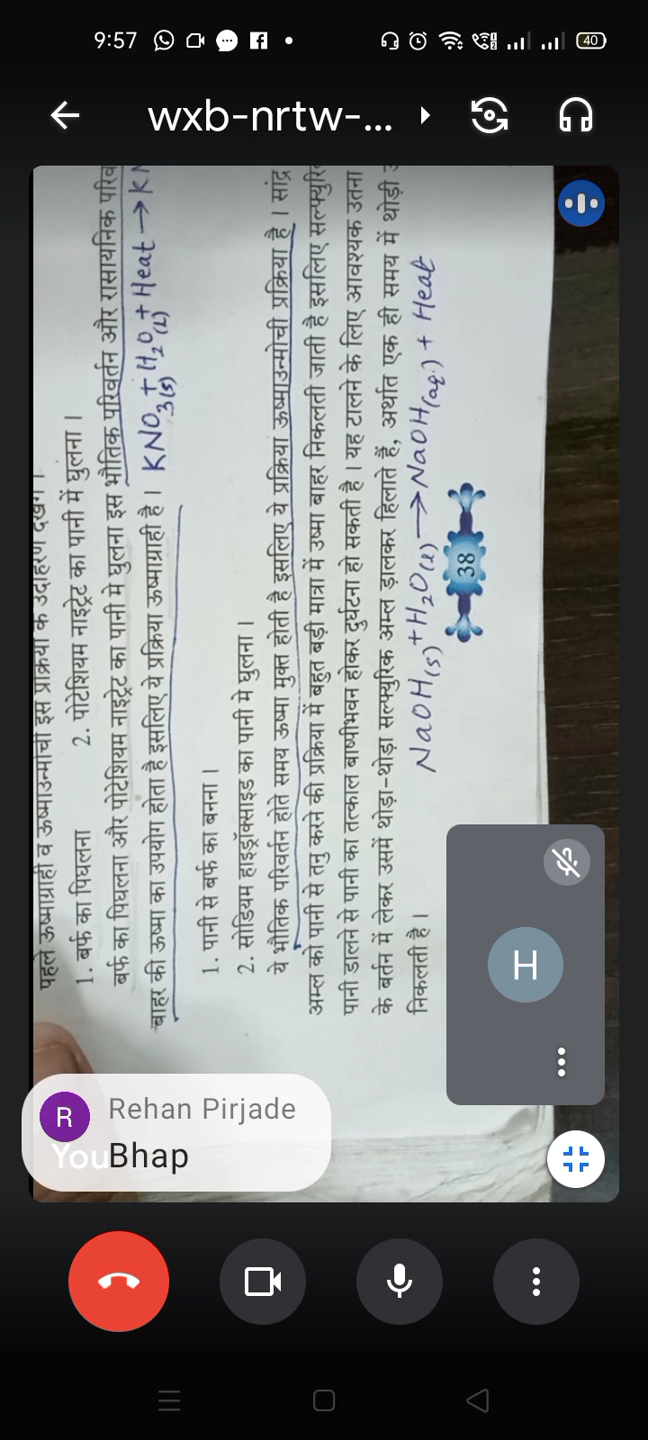 9:57
40
wxb-nrtw-...
पहले ऊष्माग्राही व ऊष्माउन्मोची इस प्रक्रिया के उदाहरण देखेंगे ।
1. बर्फ का पिघलना 2. पोटेशियम नाइट्रेट का पानी में घुलना ।
बर्फ का पिघलना और पोटेशियम नाइट्रेट का पानी मे घुलना इस भौतिक परिवर्तन और रासायनिक परिव
बाहर की ऊष्मा का उपयोग होता है इसलिए ये प्रक्रिया ऊष्माग्राही है । KNO3(s) + H2O(l) + Heat → KN
1. पानी से बर्फ का बनना ।
2. सोडियम हाइड्रॉक्साइड का पानी मे घुलना ।
ये भौतिक परिवर्तन होते समय ऊष्मा मुक्त होती है इसलिए ये प्रक्रिया ऊष्माउन्मोची प्रक्रिया है । सांद्र
अम्ल को पानी से तनु करने की प्रक्रिया में बहुत बड़ी मात्रा में उष्मा बाहर निकलती जाती है इसलिए सल्फ्युरि
पानी डालने से पानी का तत्काल बाष्पीभवन होकर दुर्घटना हो सकती है । यह टालने के लिए आवश्यक उतना
के बर्तन में लेकर उसमें थोड़ा-थोड़ा सल्फ्युरिक अम्ल ड़ालकर हिलाते हैं, अर्थात एक ही समय में थोड़ी
निकलती है ।
NaOH(s) + H2O(l) → NaOH(aq.) + Heat
38
H
R
Rehan Pirjade
You
Bhap